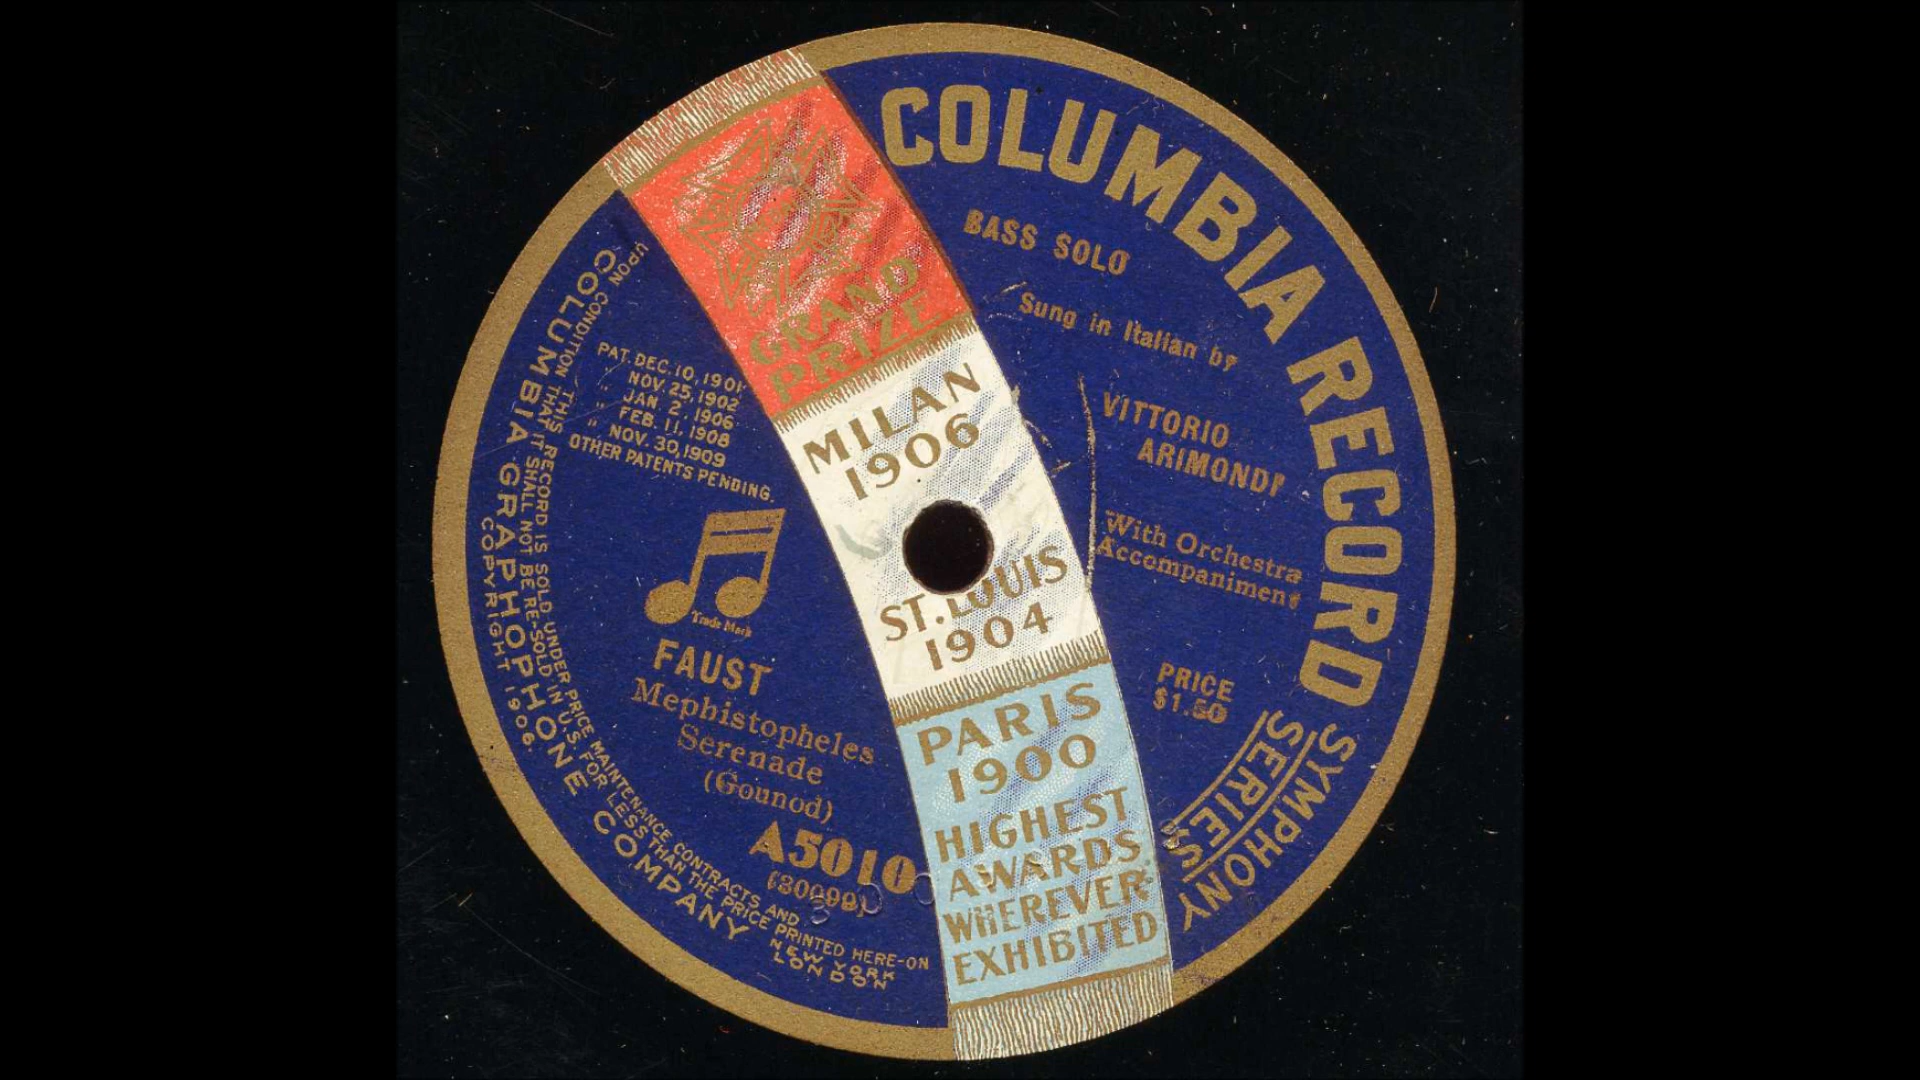 COLUMBIA RECORD
SYMPHONY
SERIES
BASS SOLO
Sung in Italian by
VITTORIO
ARIMONDI
With Orchestra
Accompaniment
PRICE
$1.50
GRAND
PRIZE
MILAN
1906
ST. LOUIS
1904
PARIS
1900
HIGHEST
AWARDS
WHEREVER
EXHIBITED
PAT. DEC. 10, 1901
" NOV. 25, 1902
" JAN. 2, 1906
" FEB. 11, 1908
" NOV. 30, 1909
OTHER PATENTS PENDING.
Trade Mark
FAUST
Mephistopheles
Serenade
(Gounod)
A5010
UPON CONDITION THAT IT SHALL NOT BE RE-SOLD IN U.S. FOR LESS THAN THE PRICE PRINTED HERE-ON
THIS RECORD IS SOLD UNDER PRICE MAINTENANCE CONTRACTS AND
COLUMBIA GRAPHOPHONE COMPANY
NEW YORK
LONDON
COPYRIGHT 1906.